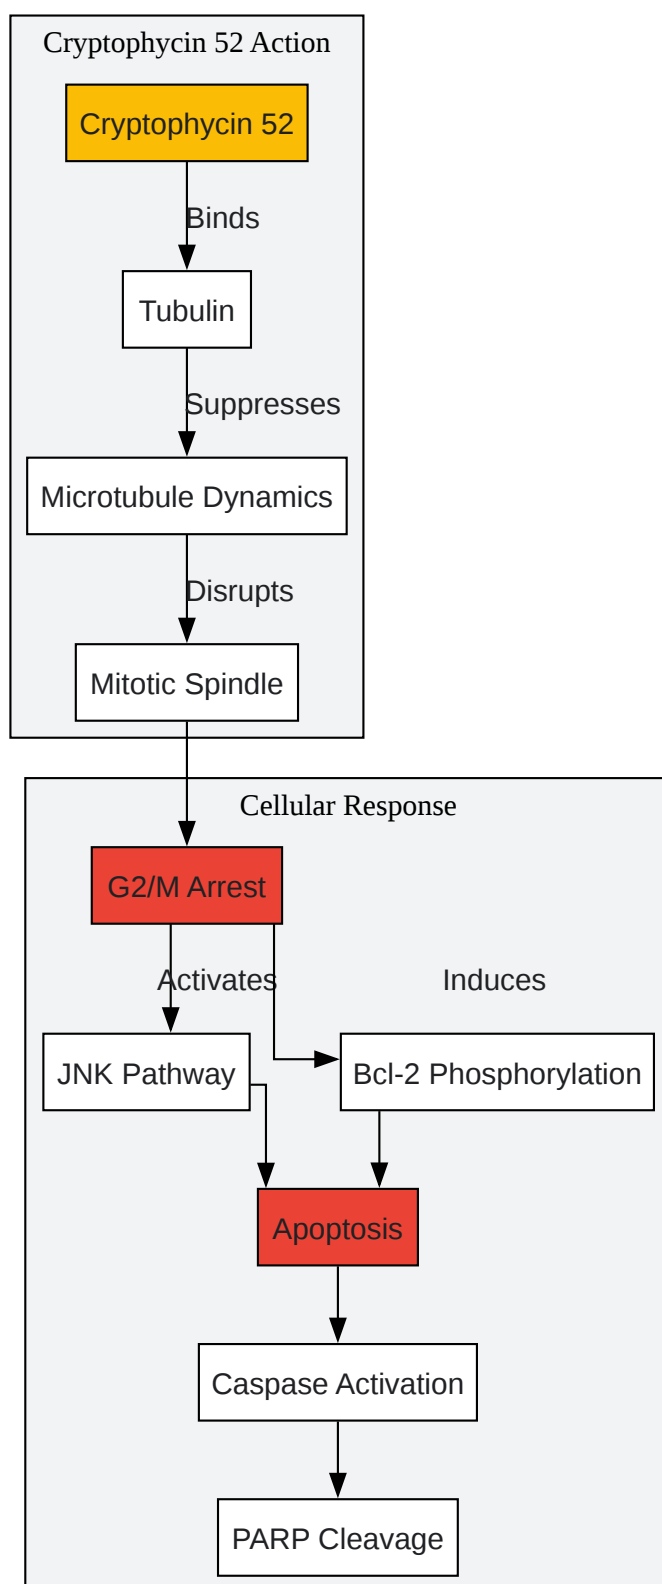 Cryptophycin 52 Action
Cryptophycin 52
Binds
Tubulin
Suppresses
Microtubule Dynamics
Disrupts
Mitotic Spindle
Cellular Response
G2/M Arrest
Activates
Induces
JNK Pathway
Bcl-2 Phosphorylation
Apoptosis
Caspase Activation
PARP Cleavage